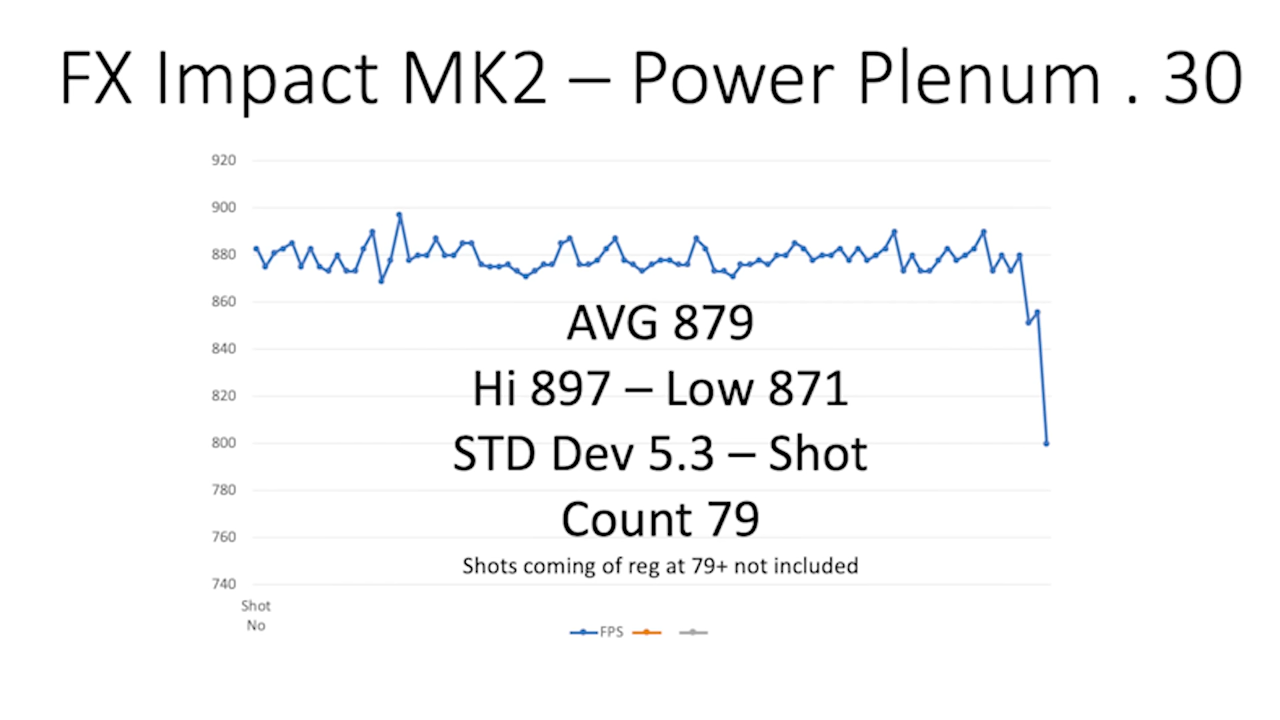 FX Impact MK2 – Power Plenum . 30
920
900
880
860
840
820
800
780
760
740
AVG 879
Hi 897 – Low 871
STD Dev 5.3 – Shot
Count 79
Shots coming of reg at 79+ not included
Shot
No
FPS